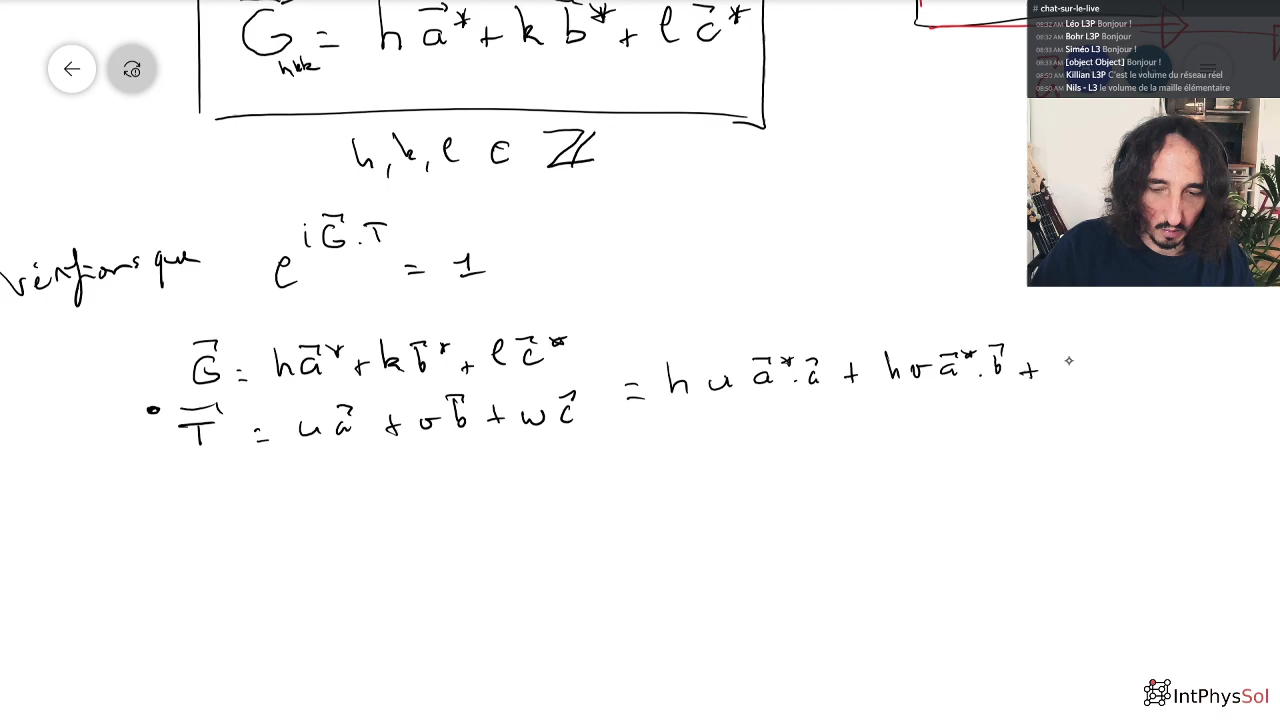 G⃗ₕₖₖ = h a⃗* + k b⃗* + ℓ c⃗*
h, k, ℓ ∈ ℤ
Vérifions que e^{iG⃗.T} = 1
G⃗ = h a⃗* + k b⃗* + ℓ c⃗*
• T⃗ = u a⃗ + v b⃗ + w c⃗ = h u a⃗*.a⃗ + h v a⃗*.b⃗ +
chat-sur-le-live
08:32 AM Léo L3P Bonjour !
08:32 AM Bohr L3P Bonjour
08:33 AM Siméo L3 Bonjour !
08:33 AM [object Object] Bonjour !
08:50 AM Killian L3P C'est le volume du réseau réel
08:50 AM Nils - L3 le volume de la maille élémentaire
IntPhysSol